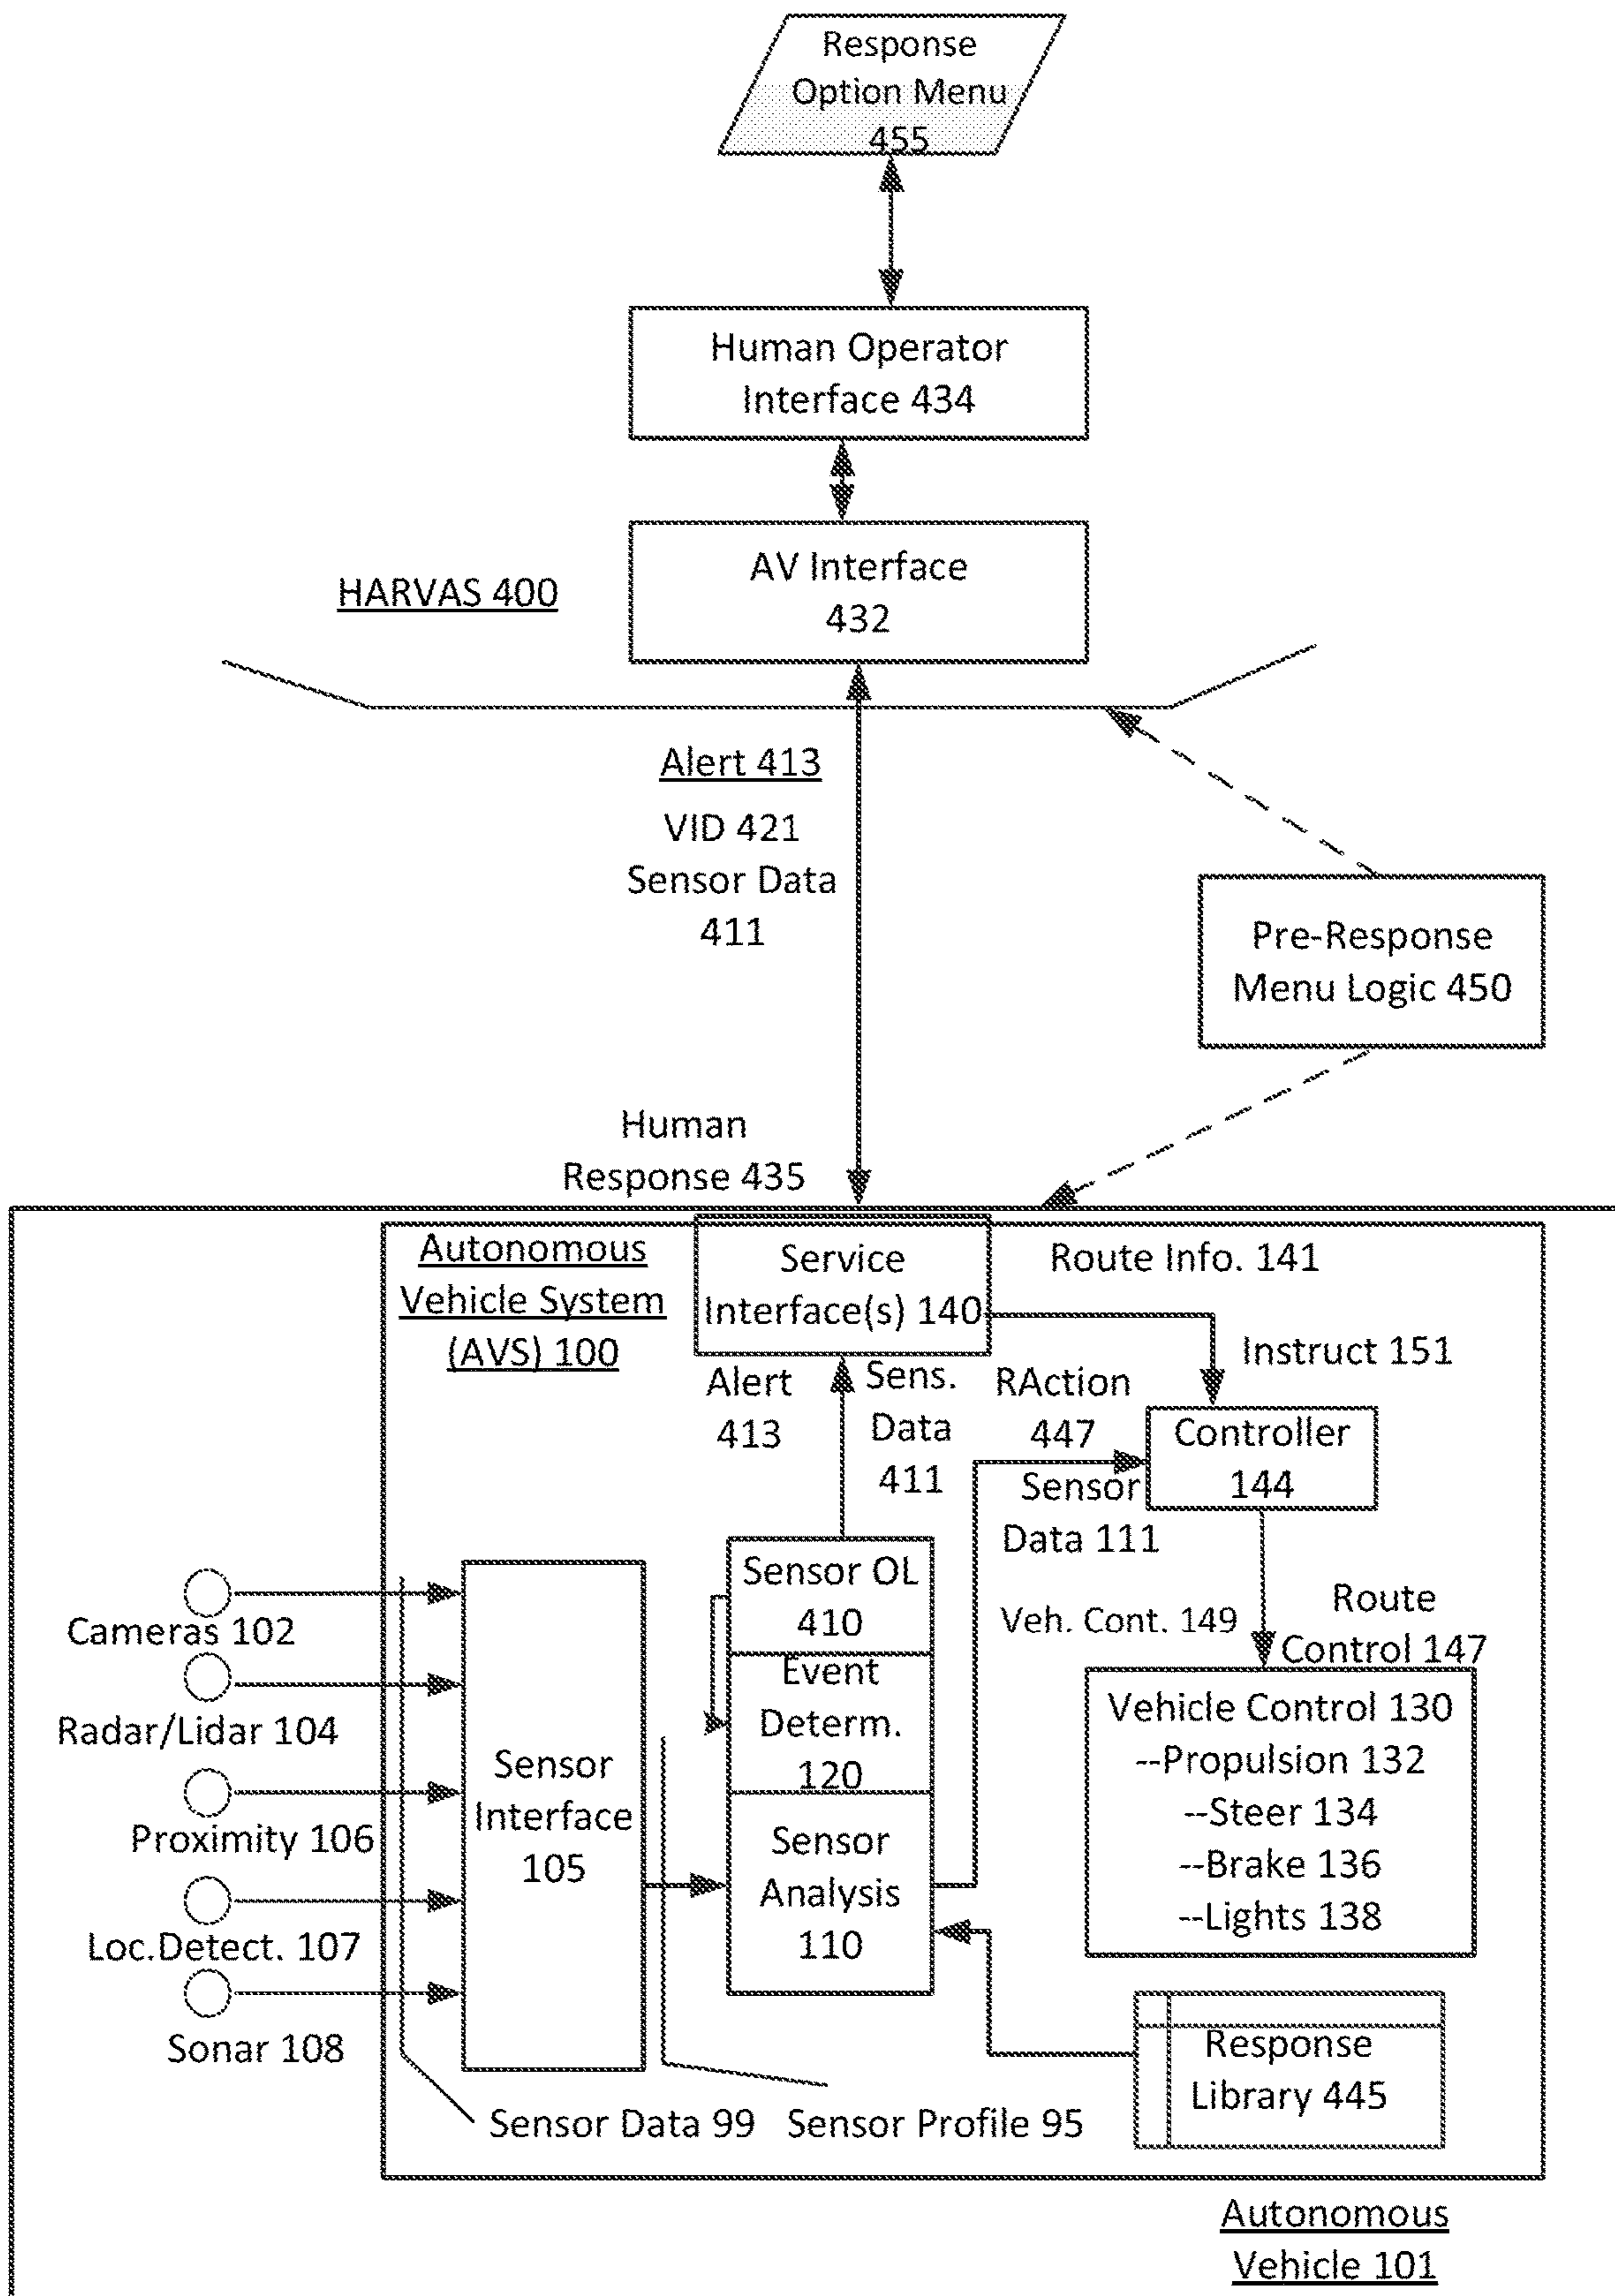 Response
Option Menu
455
Human Operator
Interface 434
AV Interface
432
HARVAS 400
Alert 413
VID 421
Sensor Data
411
Pre-Response
Menu Logic 450
Human
Response 435
Autonomous
Vehicle System
(AVS) 100
Service
Interface(s) 140
Route Info. 141
Instruct 151
Alert
413
Sens.
Data
411
RAction
447
Sensor
Data 111
Controller
144
Sensor OL
410
Event
Determ.
120
Sensor
Analysis
110
Veh. Cont. 149
Route
Control 147
Vehicle Control 130
--Propulsion 132
--Steer 134
--Brake 136
--Lights 138
Cameras 102
Radar/Lidar 104
Proximity 106
Loc.Detect. 107
Sonar 108
Sensor
Interface
105
Response
Library 445
Sensor Data 99
Sensor Profile 95
Autonomous
Vehicle 101